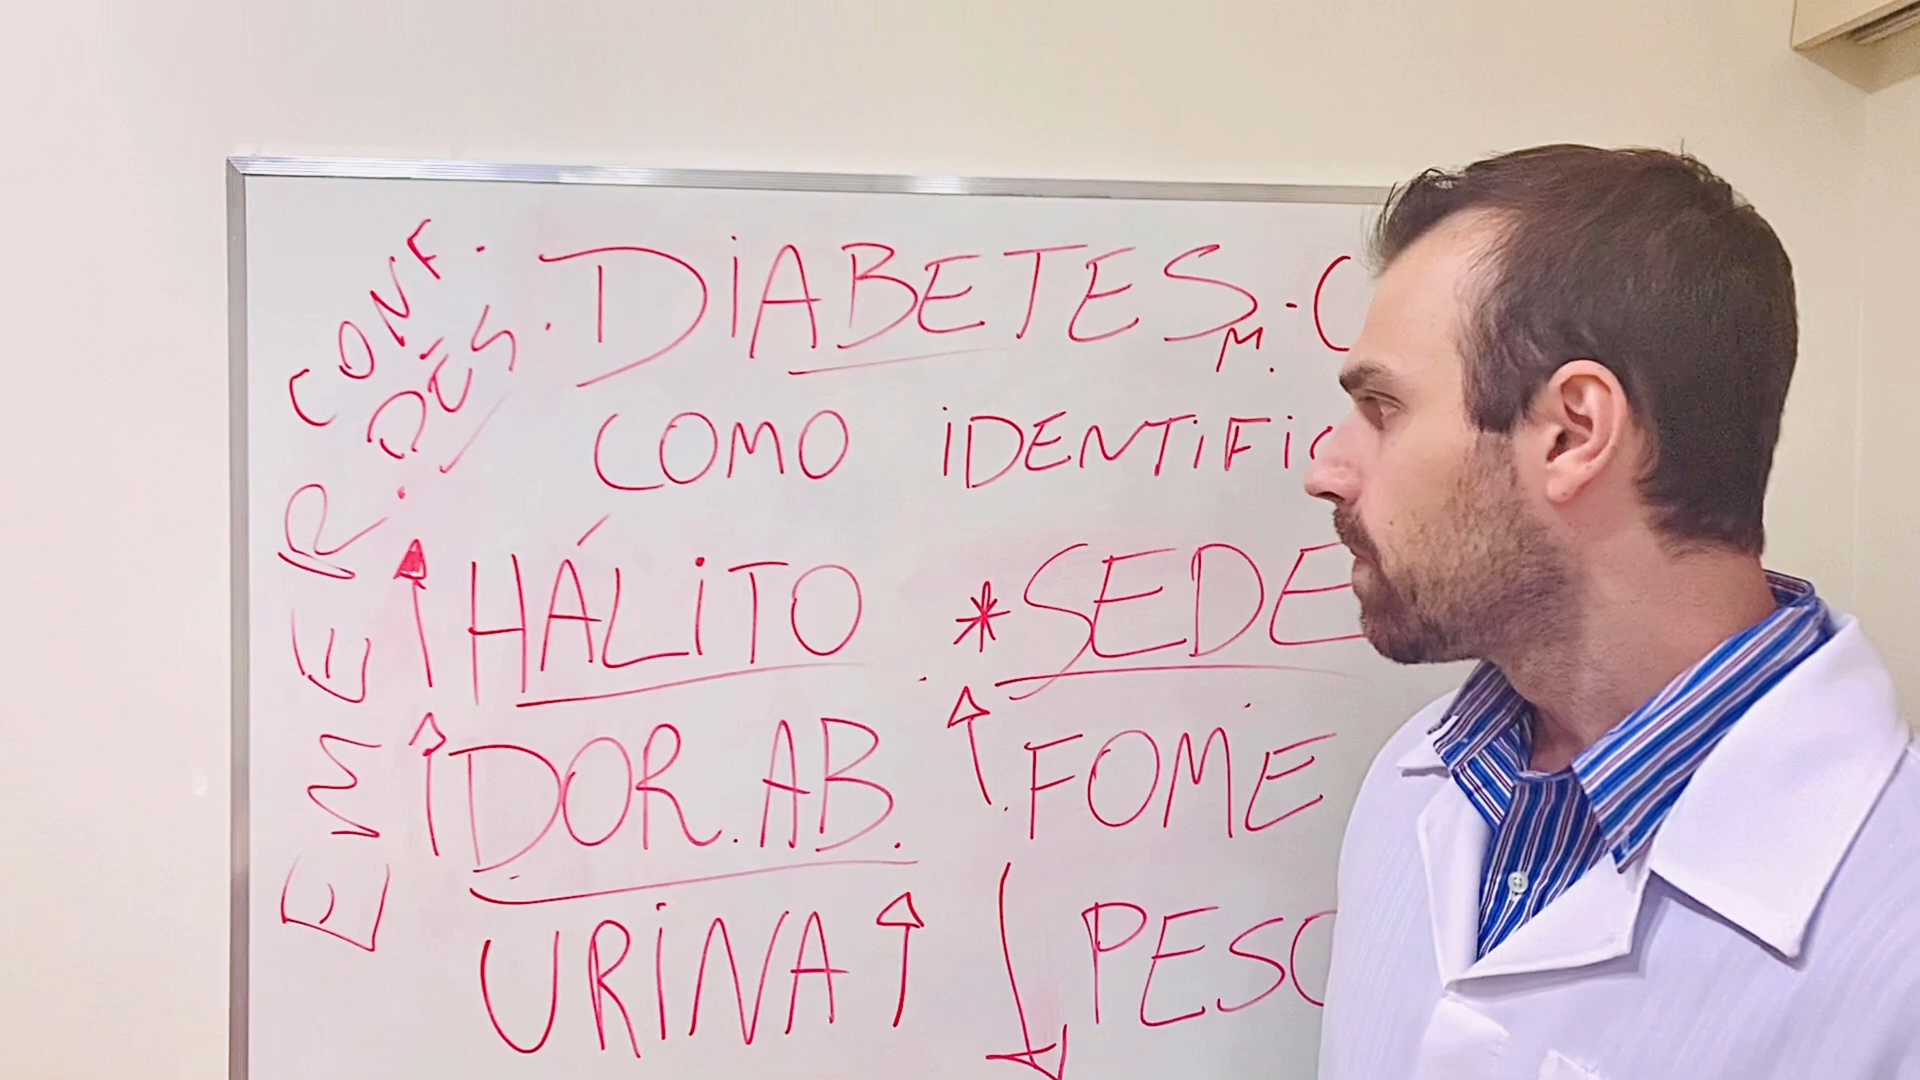 CONF.
DES.
EMER.
DIABETES M. C
COMO iDENTiFiC
HÁLiTO * SEDE
DOR. AB. FOME
URiNA PESO